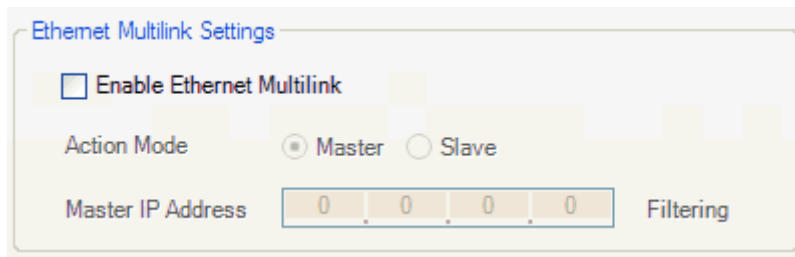 Ethernet Multilink Settings
Enable Ethernet Multilink
Action Mode Master Slave
Master IP Address 0 . 0 . 0 . 0 Filtering